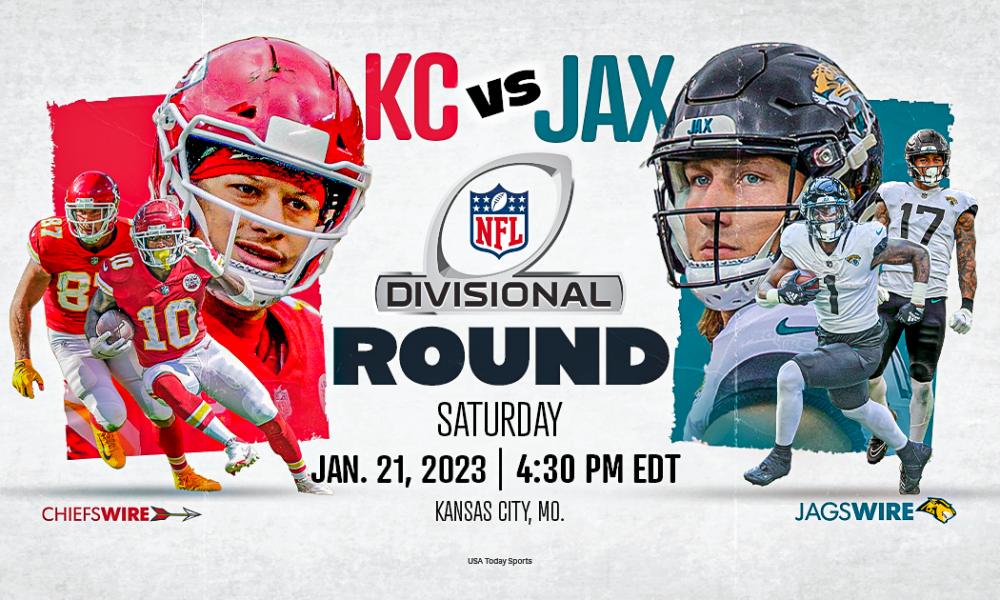 KC vs JAX
JAX
NFL
DIVISIONAL
ROUND
SATURDAY
JAN. 21, 2023 | 4:30 PM EDT
KANSAS CITY, MO.
87
10
10
1
17
CHIEFSWIRE
JAGSWIRE
USA Today Sports